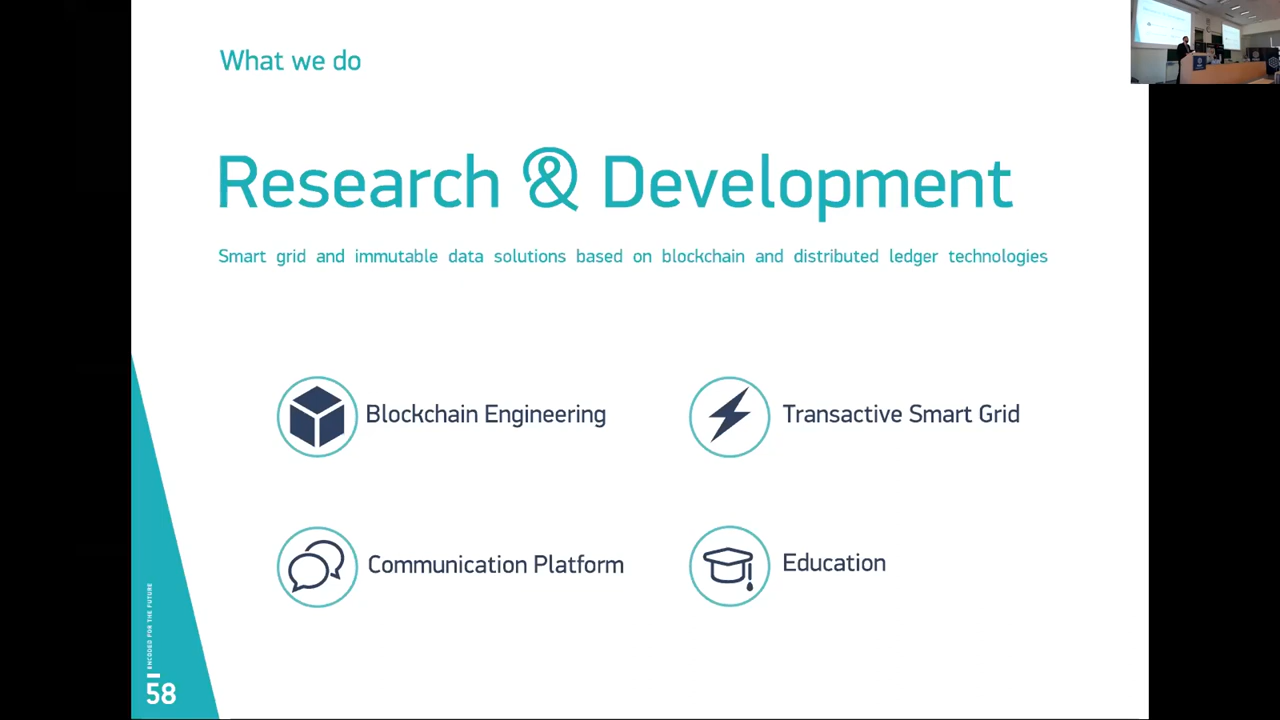 What we do
Research & Development
Smart grid and immutable data solutions based on blockchain and distributed ledger technologies
Blockchain Engineering
Transactive Smart Grid
Communication Platform
Education
ENCODED FOR THE FUTURE
58